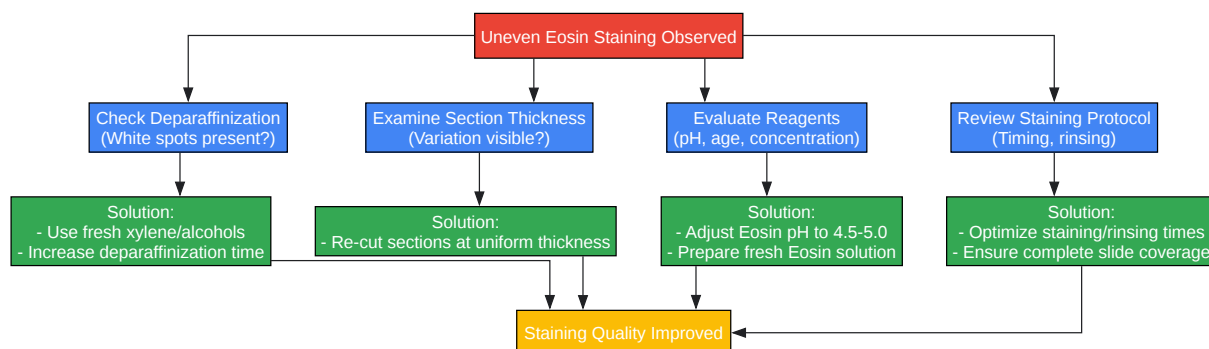 Uneven Eosin Staining Observed
Check Deparaffinization
(White spots present?)
Examine Section Thickness
(Variation visible?)
Evaluate Reagents
(pH, age, concentration)
Review Staining Protocol
(Timing, rinsing)
Solution:
- Use fresh xylene/alcohols
- Increase deparaffinization time
Solution:
- Re-cut sections at uniform thickness
Solution:
- Adjust Eosin pH to 4.5-5.0
- Prepare fresh Eosin solution
Solution:
- Optimize staining/rinsing times
- Ensure complete slide coverage
Staining Quality Improved